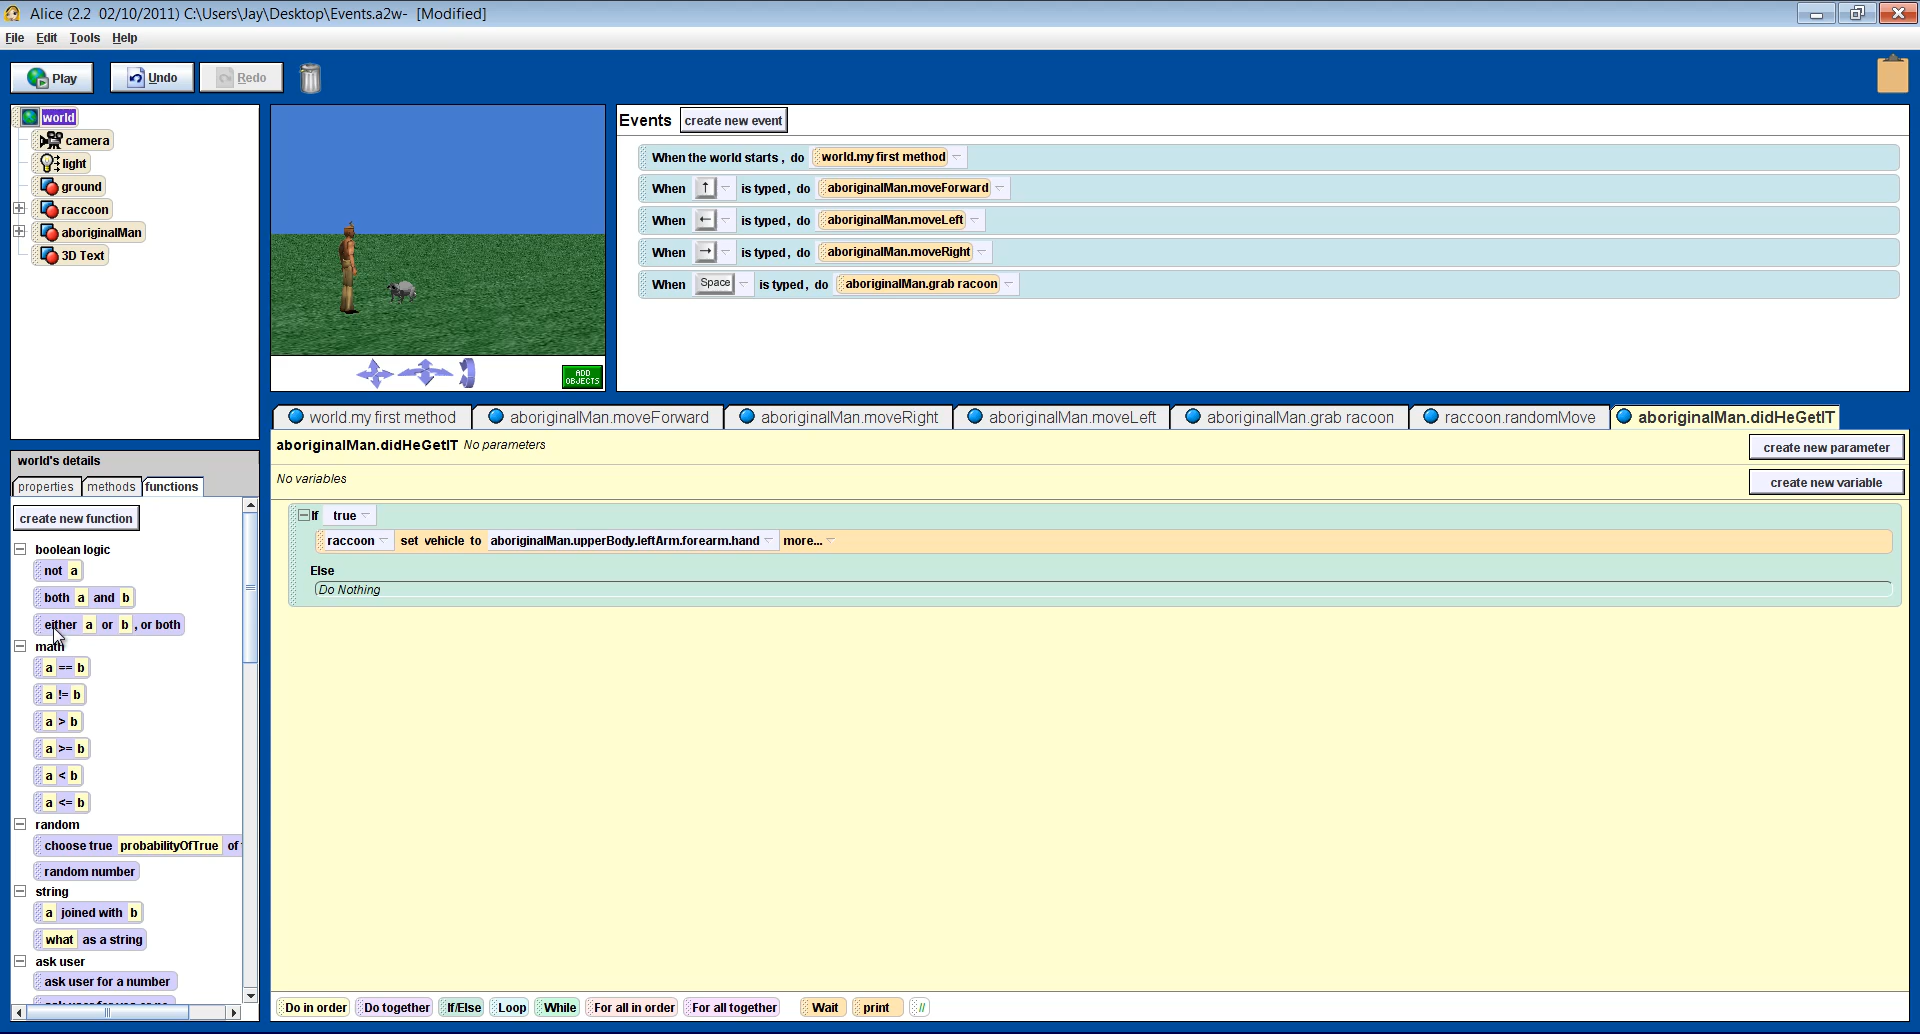 Alice (2.2 02/10/2011) C:\Users\Jay\Desktop\Events.a2w- [Modified]
File Edit Tools Help
Play Undo Redo
world
camera
light
ground
raccoon
aboriginalMan
3D Text
ADD OBJECTS
Events create new event
When the world starts, do world.my first method
When ↑ is typed, do aboriginalMan.moveForward
When ← is typed, do aboriginalMan.moveLeft
When → is typed, do aboriginalMan.moveRight
When Space is typed, do aboriginalMan.grab racoon
world's details
properties methods functions
create new function
boolean logic
not a
both a and b
either a or b , or both
math
a == b
a != b
a > b
a >= b
a < b
a <= b
random
choose true probabilityOfTrue of
random number
string
a joined with b
what as a string
ask user
ask user for a number
world.my first method aboriginalMan.moveForward aboriginalMan.moveRight aboriginalMan.moveLeft aboriginalMan.grab racoon raccoon.randomMove aboriginalMan.didHeGetIT
aboriginalMan.didHeGetIT No parameters create new parameter
No variables create new variable
If true
raccoon set vehicle to aboriginalMan.upperBody.leftArm.forearm.hand more...
Else
(Do Nothing
Do in order Do together If/Else Loop While For all in order For all together Wait print //